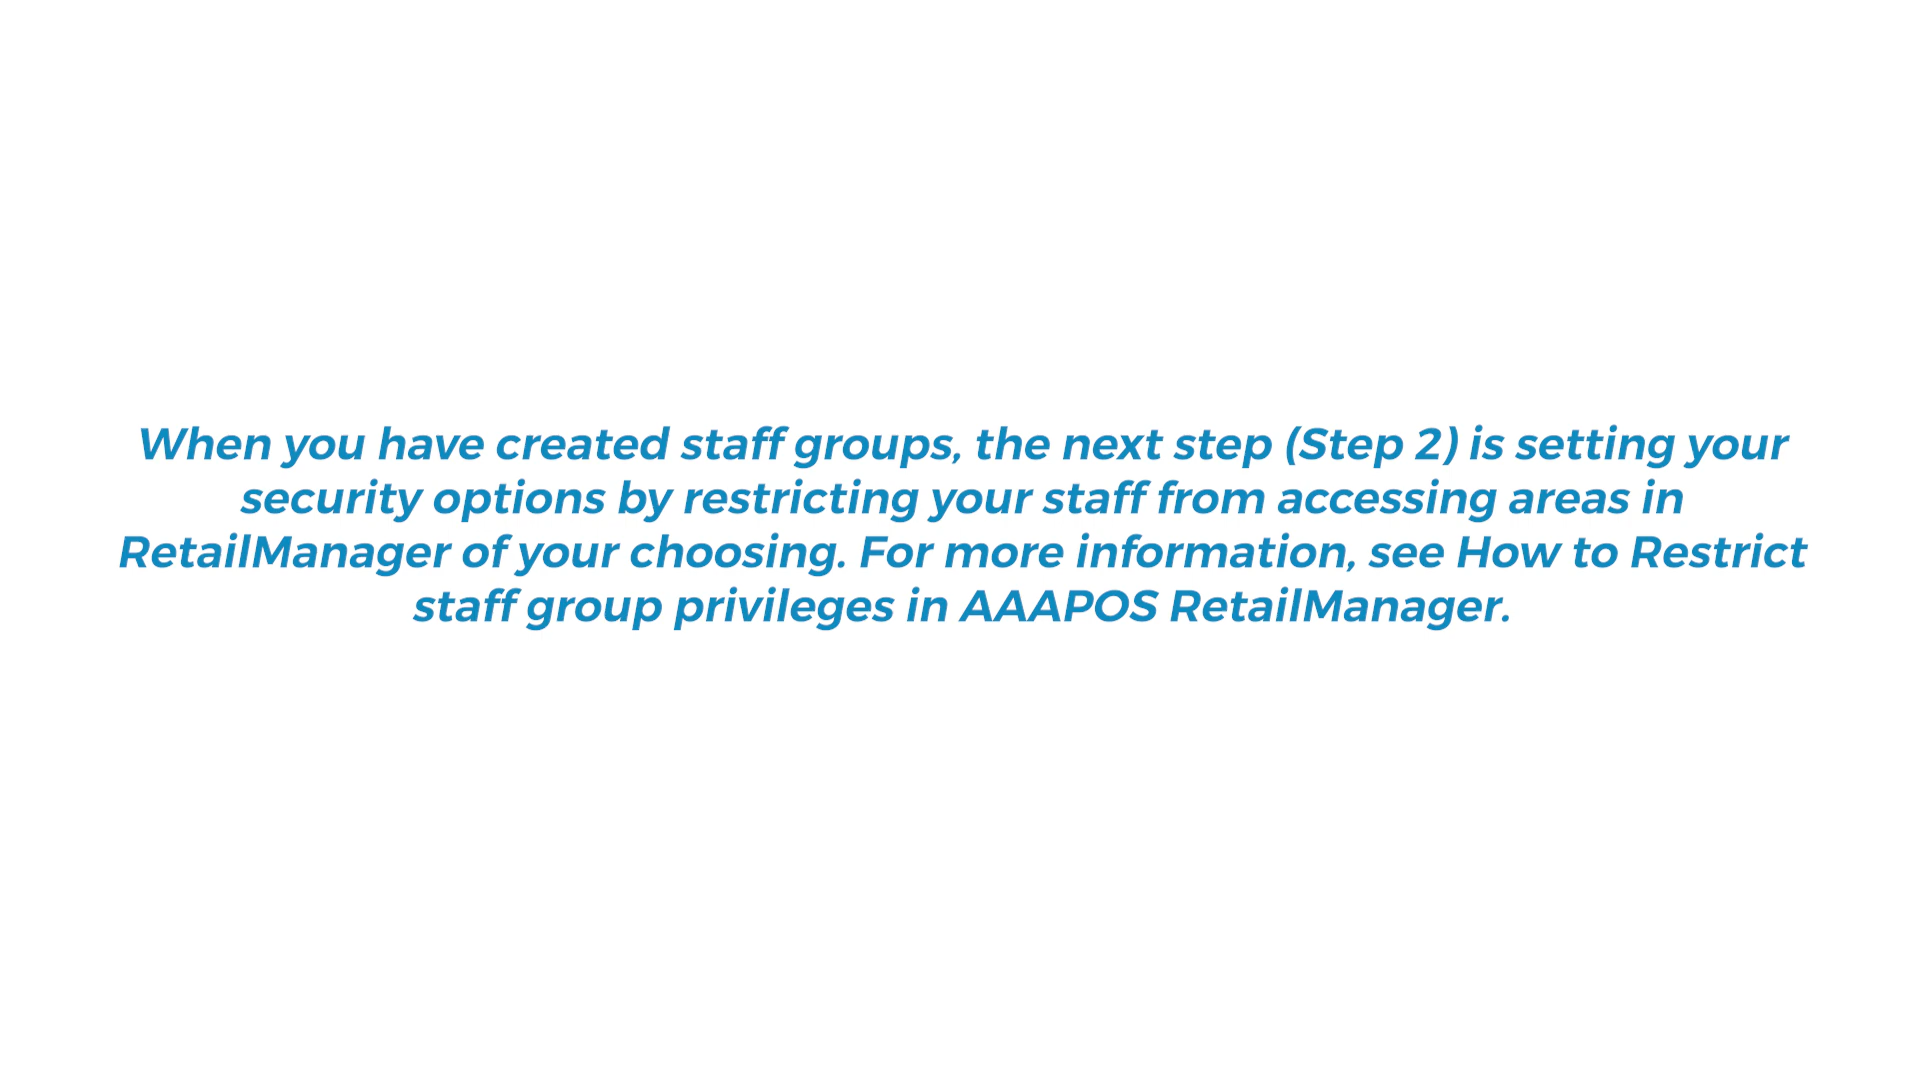 When you have created staff groups, the next step (Step 2) is setting your
security options by restricting your staff from accessing areas in
RetailManager of your choosing. For more information, see How to Restrict
staff group privileges in AAAPOS RetailManager.